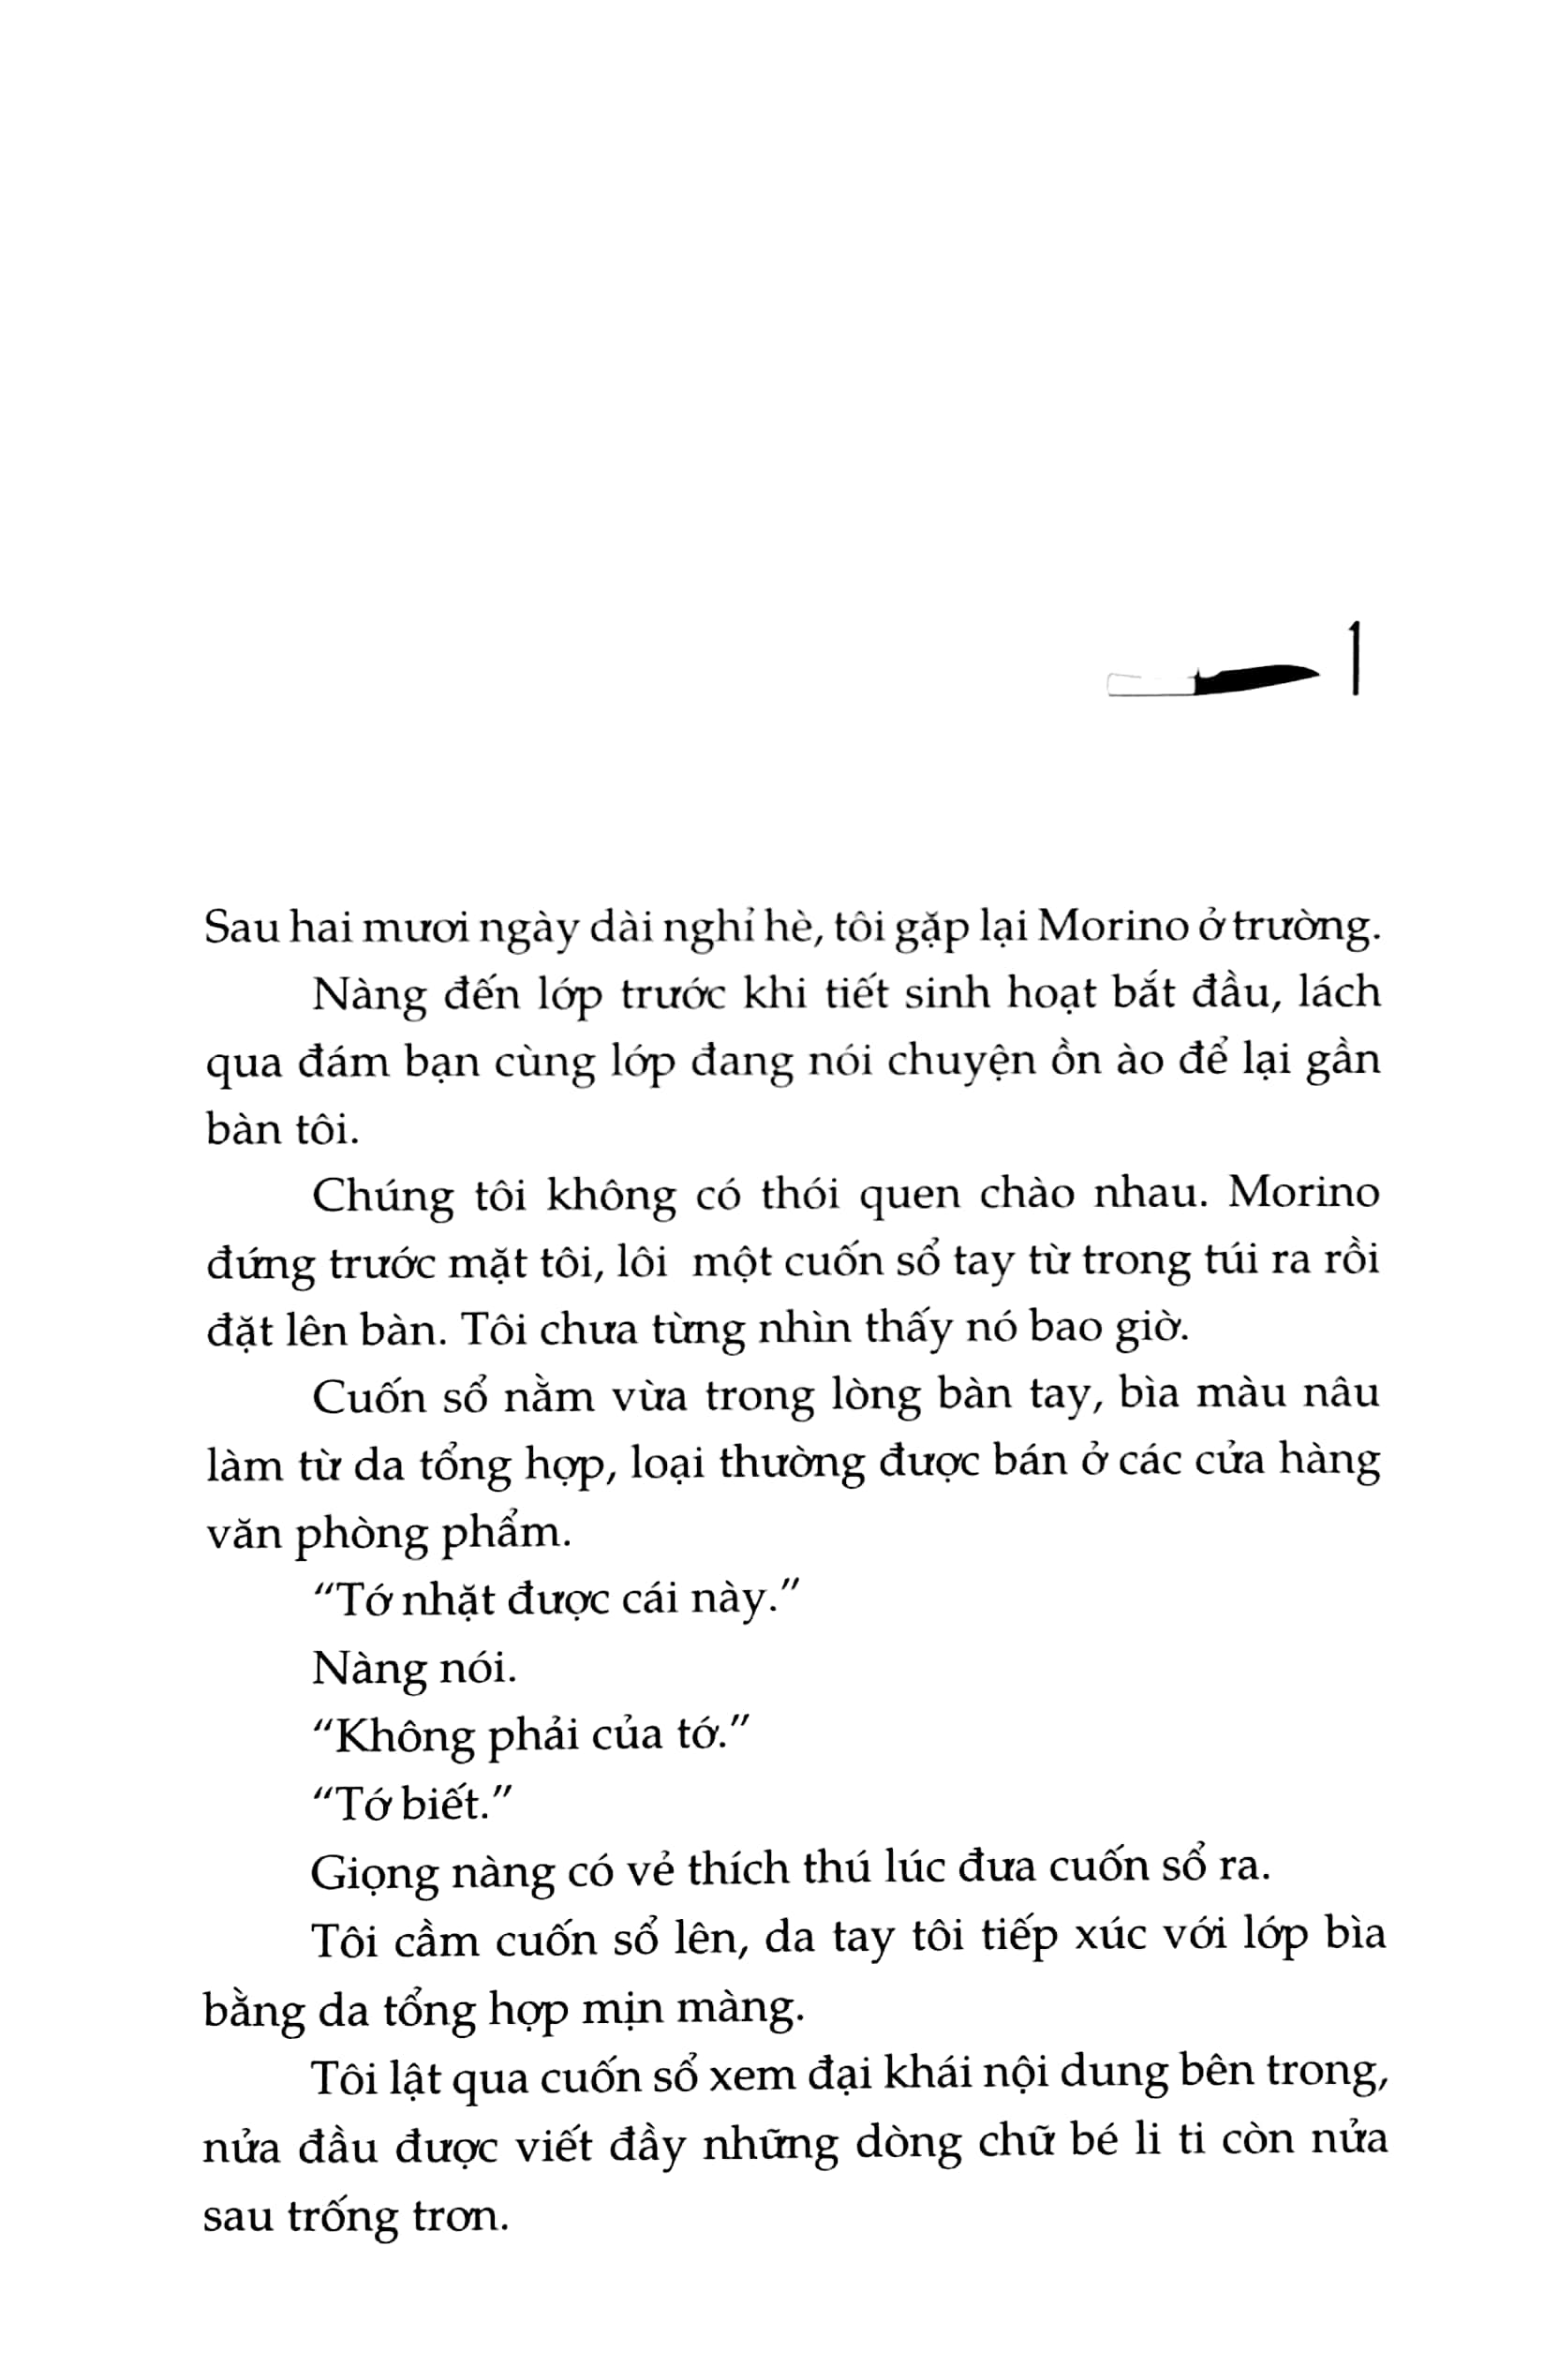 1
Sau hai mươi ngày dài nghỉ hè, tôi gặp lại Morino ở trường.
Nàng đến lớp trước khi tiết sinh hoạt bắt đầu, lách
qua đám bạn cùng lớp đang nói chuyện ồn ào để lại gần
bàn tôi.
Chúng tôi không có thói quen chào nhau. Morino
đứng trước mặt tôi, lôi một cuốn sổ tay từ trong túi ra rồi
đặt lên bàn. Tôi chưa từng nhìn thấy nó bao giờ.
Cuốn sổ nằm vừa trong lòng bàn tay, bìa màu nâu
làm từ da tổng hợp, loại thường được bán ở các cửa hàng
văn phòng phẩm.
“Tớ nhặt được cái này.”
Nàng nói.
“Không phải của tớ.”
“Tớ biết.”
Giọng nàng có vẻ thích thú lúc đưa cuốn sổ ra.
Tôi cầm cuốn sổ lên, da tay tôi tiếp xúc với lớp bìa
bằng da tổng hợp mịn màng.
Tôi lật qua cuốn sổ xem đại khái nội dung bên trong,
nửa đầu được viết đầy những dòng chữ bé li ti còn nửa
sau trống trơn.